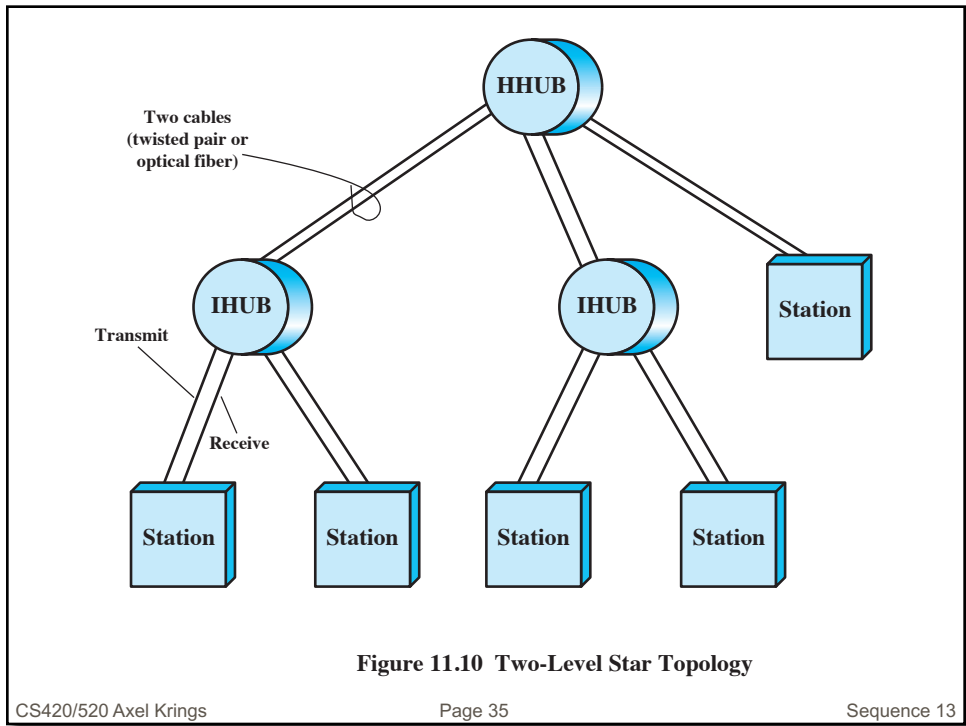 HHUB
Two cables
(twisted pair or
optical fiber)
IHUB
IHUB
Station
Transmit
Receive
Station
Station
Station
Station
Figure 11.10 Two-Level Star Topology
CS420/520 Axel Krings
Page 35
Sequence 13